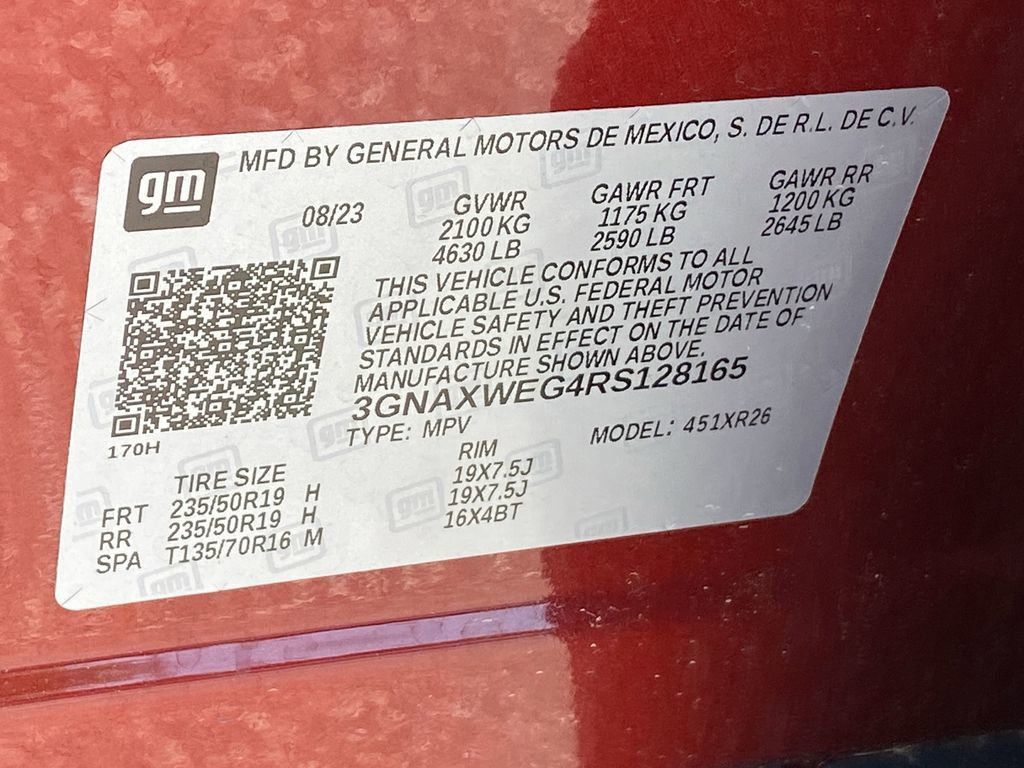 gm MFD BY GENERAL MOTORS DE MEXICO, S. DE R.L. DE C.V.
08/23 GVWR GAWR FRT GAWR RR
2100 KG 1175 KG 1200 KG
4630 LB 2590 LB 2645 LB
THIS VEHICLE CONFORMS TO ALL
APPLICABLE U.S. FEDERAL MOTOR
VEHICLE SAFETY AND THEFT PREVENTION
STANDARDS IN EFFECT ON THE DATE OF
MANUFACTURE SHOWN ABOVE.
3GNAXWEG4RS128165
170H
TYPE: MPV MODEL: 451XR26
TIRE SIZE RIM
FRT 235/50R19 H 19X7.5J
RR 235/50R19 H 19X7.5J
SPA T135/70R16 M 16X4BT